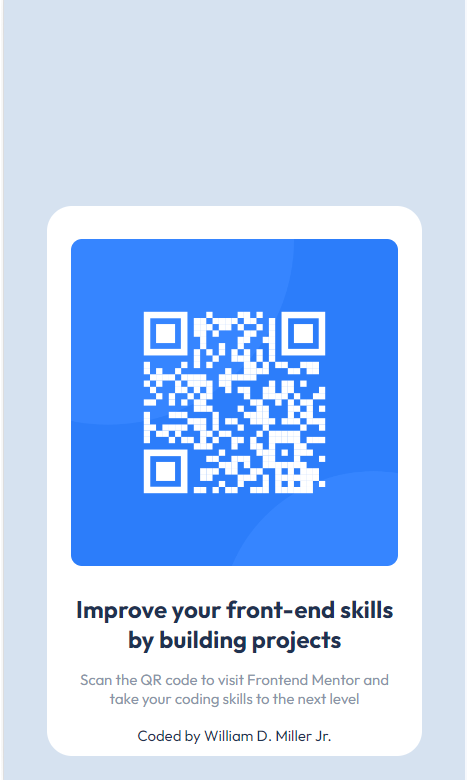 Improve your front-end skills
by building projects
Scan the QR code to visit Frontend Mentor and
take your coding skills to the next level
Coded by William D. Miller Jr.